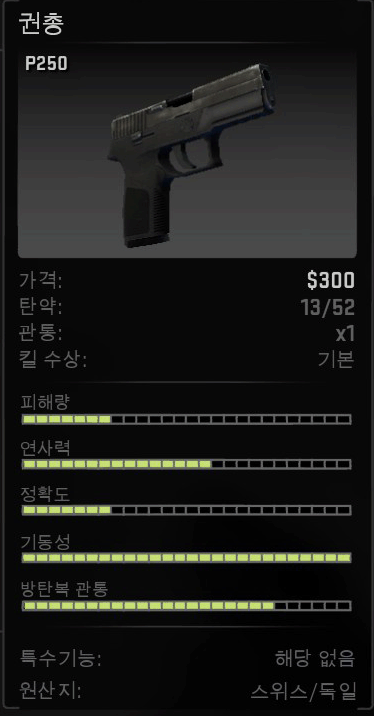 권총
P250
가격: $300
탄약: 13/52
관통: x1
킬 수상: 기본
피해량
연사력
정확도
기동성
방탄복 관통
특수기능: 해당 없음
원산지: 스위스/독일